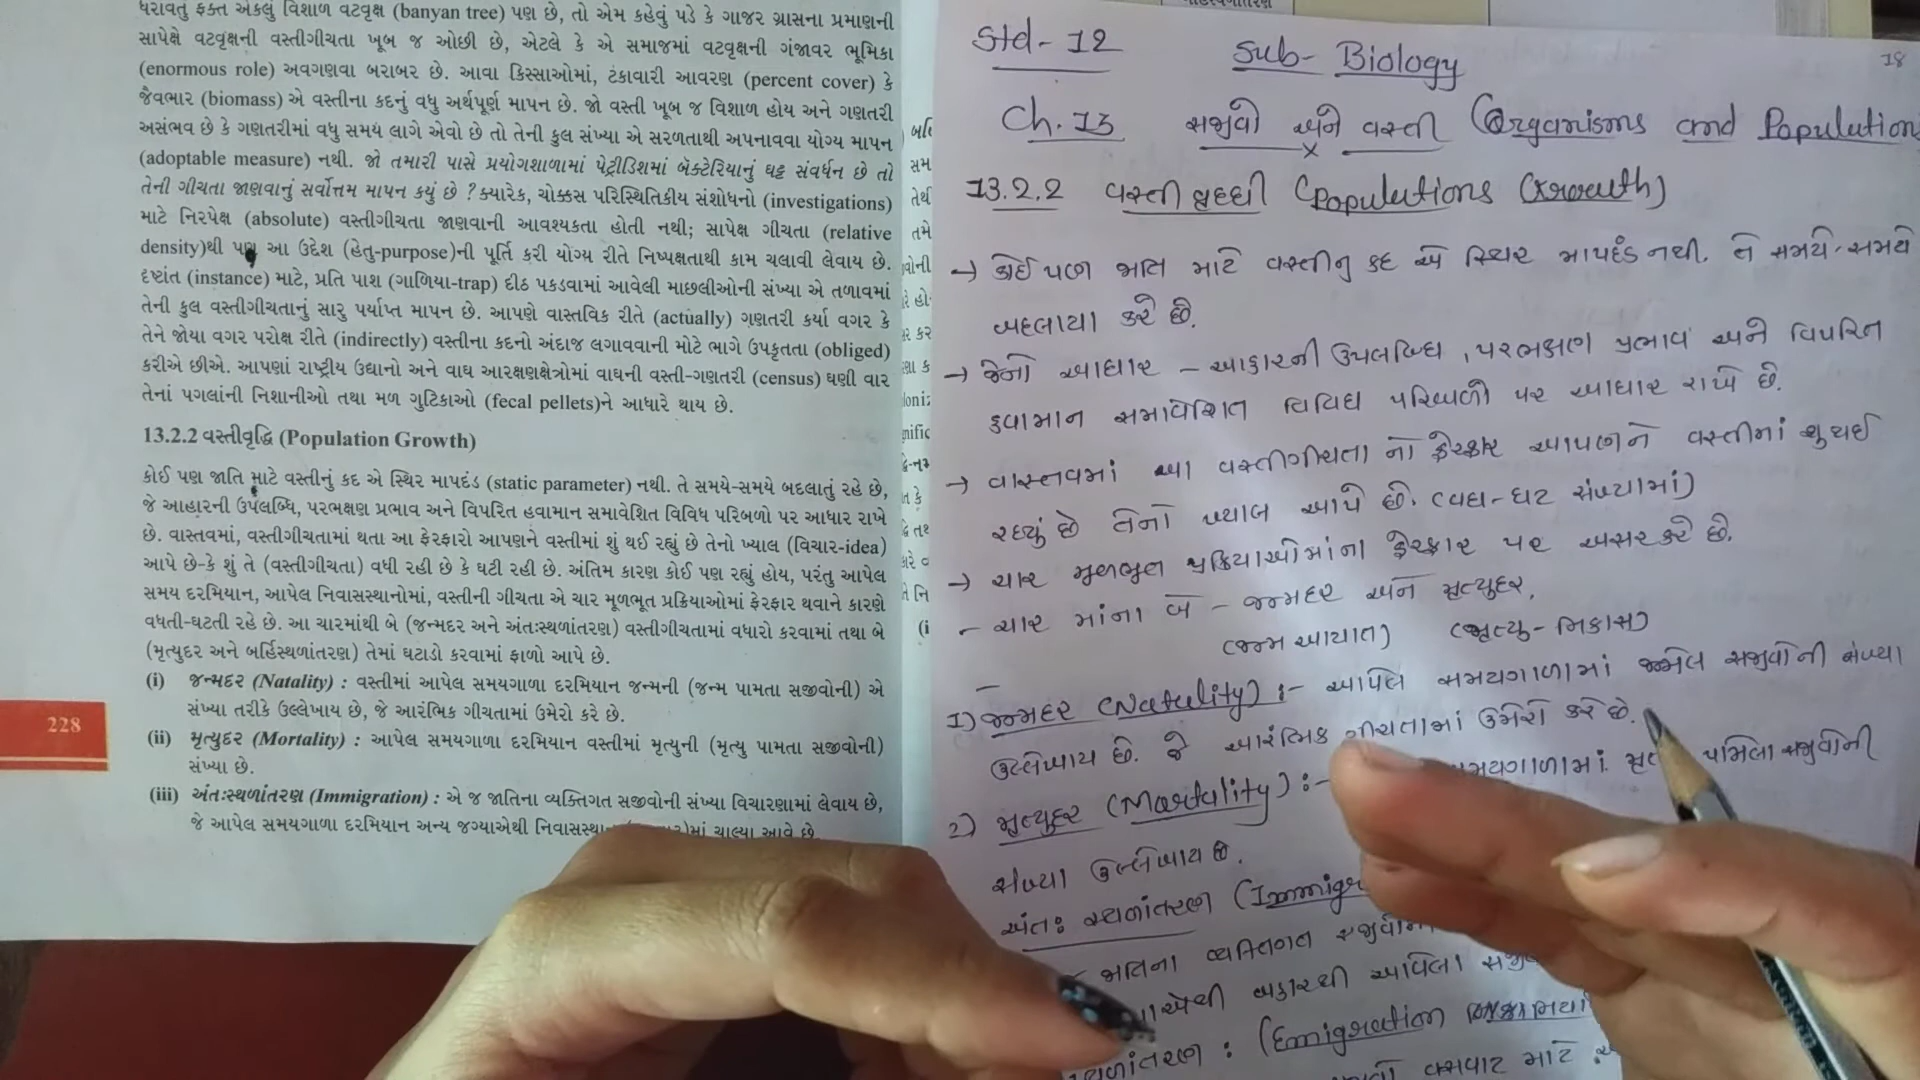 ધરાવતું ફક્ત એકલું વિશાળ વટવૃક્ષ (banyan tree) પણ છે, તો એમ કહેવું પડે કે ગાજર ગ્રાસના પ્રમાણની
સાપેક્ષે વટવૃક્ષની વસ્તીગીચતા ખૂબ જ ઓછી છે, એટલે કે એ સમાજમાં વટવૃક્ષની ગંજાવર ભૂમિકા
(enormous role) અવગણવા બરાબર છે. આવા કિસ્સાઓમાં, ટંકાવારી આવરણ (percent cover) કે
જૈવભાર (biomass) એ વસ્તીના કદનું વધુ અર્થપૂર્ણ માપન છે. જો વસ્તી ખૂબ જ વિશાળ હોય અને ગણતરી
અસંભવ છે કે ગણતરીમાં વધુ સમય લાગે એવો છે તો તેની કુલ સંખ્યા એ સરળતાથી અપનાવવા યોગ્ય માપન
(adoptable measure) નથી. જો તમારી પાસે પ્રયોગશાળામાં પેટ્રીડિશમાં બૅક્ટેરિયાનું ઘટ્ટ સંવર્ધન છે તો
તેની ગીચતા જાણવાનું સર્વોત્તમ માપન કયું છે ? ક્યારેક, ચોક્કસ પરિસ્થિતિકીય સંશોધનો (investigations)
માટે નિરપેક્ષ (absolute) વસ્તીગીચતા જાણવાની આવશ્યકતા હોતી નથી; સાપેક્ષ ગીચતા (relative
density)થી પણ આ ઉદ્દેશ (હેતુ-purpose)ની પૂર્તિ કરી યોગ્ય રીતે નિષ્પક્ષતાથી કામ ચલાવી લેવાય છે.
દૃષ્ટાંત (instance) માટે, પ્રતિ પાશ (ગાળિયા-trap) દીઠ પકડવામાં આવેલી માછલીઓની સંખ્યા એ તળાવમાં
તેની કુલ વસ્તીગીચતાનું સારુ પર્યાપ્ત માપન છે. આપણે વાસ્તવિક રીતે (actually) ગણતરી કર્યા વગર કે
તેને જોયા વગર પરોક્ષ રીતે (indirectly) વસ્તીના કદનો અંદાજ લગાવવાની મોટે ભાગે ઉપકૃતતા (obliged)
કરીએ છીએ. આપણાં રાષ્ટ્રીય ઉદ્યાનો અને વાઘ આરક્ષણક્ષેત્રોમાં વાઘની વસ્તી-ગણતરી (census) ઘણી વાર
તેનાં પગલાંની નિશાનીઓ તથા મળ ગુટિકાઓ (fecal pellets)ને આધારે થાય છે.
13.2.2 વસ્તીવૃદ્ધિ (Population Growth)
કોઈ પણ જાતિ માટે વસ્તીનું કદ એ સ્થિર માપદંડ (static parameter) નથી. તે સમયે-સમયે બદલાતું રહે છે,
જે આહારની ઉપલબ્ધિ, પરભક્ષણ પ્રભાવ અને વિપરિત હવામાન સમાવેશિત વિવિધ પરિબળો પર આધાર રાખે
છે. વાસ્તવમાં, વસ્તીગીચતામાં થતા આ ફેરફારો આપણને વસ્તીમાં શું થઈ રહ્યું છે તેનો ખ્યાલ (વિચાર-idea)
આપે છે-કે શું તે (વસ્તીગીચતા) વધી રહી છે કે ઘટી રહી છે. અંતિમ કારણ કોઈ પણ રહ્યું હોય, પરંતુ આપેલ
સમય દરમિયાન, આપેલ નિવાસસ્થાનોમાં, વસ્તીની ગીચતા એ ચાર મૂળભૂત પ્રક્રિયાઓમાં ફેરફાર થવાને કારણે
વધતી-ઘટતી રહે છે. આ ચારમાંથી બે (જન્મદર અને અંતઃસ્થળાંતરણ) વસ્તીગીચતામાં વધારો કરવામાં તથા બે
(મૃત્યુદર અને બર્હિસ્થળાંતરણ) તેમાં ઘટાડો કરવામાં ફાળો આપે છે.
(i) જન્મદર (Natality) : વસ્તીમાં આપેલ સમયગાળા દરમિયાન જન્મની (જન્મ પામતા સજીવોની) એ
સંખ્યા તરીકે ઉલ્લેખાય છે, જે આરંભિક ગીચતામાં ઉમેરો કરે છે.
(ii) મૃત્યુદર (Mortality) : આપેલ સમયગાળા દરમિયાન વસ્તીમાં મૃત્યુની (મૃત્યુ પામતા સજીવોની)
સંખ્યા છે.
(iii) અંતઃસ્થળાંતરણ (Immigration) : એ જ જાતિના વ્યક્તિગત સજીવોની સંખ્યા વિચારણામાં લેવાય છે,
જે આપેલ સમયગાળા દરમિયાન અન્ય જગ્યાએથી ચાલ્યા આવે છે.
228
Std - 12 Sub- Biology 18
Ch. 13 સજીવો અને વસ્તી (Organisms and Population
13.2.2 વસ્તી વૃદ્ધી (Populations Growth)
→ કોઈ પણ જાતિ માટે વસ્તીનુ કદ એ સ્થિર માપદંડ નથી. તે સમયે-સમયે
બદલાયા કરે છે.
→ જેનો આધાર – આહારની ઉપલબ્ધિ, પરભક્ષણ પ્રભાવ અને વિપરિત
હવામાન સમાવેશિત વિવિધ પરિબળો પર આધાર રાખે છે.
→ વાસ્તવમાં આ વસ્તીગીચતા નો ફેરફાર આપણને વસ્તીમાં શુ થઈ
રહ્યું છે તેનો ખ્યાલ આપે છે. (વધ-ઘટ સંખ્યામાં)
→ ચાર મૂળભૂત પ્રક્રિયાઓમાંના ફેરફાર પર અસર કરે છે.
– ચાર માંના બે – જન્મદર અને મૃત્યુદર.
(જન્મ આયાત) (મૃત્યુ-નિકાસ)
1) જન્મદર (Natality) :- આપેલ સમયગાળામાં જન્મેલ સજીવોની સંખ્યા
ઉલ્લેખાય છે. જે આરંભિક ગીચતામાં ઉમેરો કરે છે.
2) મૃત્યુદર (Mortality) :- સમયગાળામાં પામેલા સજીવોની
સંખ્યા ઉલ્લેખાય છે.
અંતઃ સ્થળાંતરણ (Immigr
જાતિના વ્યક્તિગત
(Emigration
વસવાટ માટે